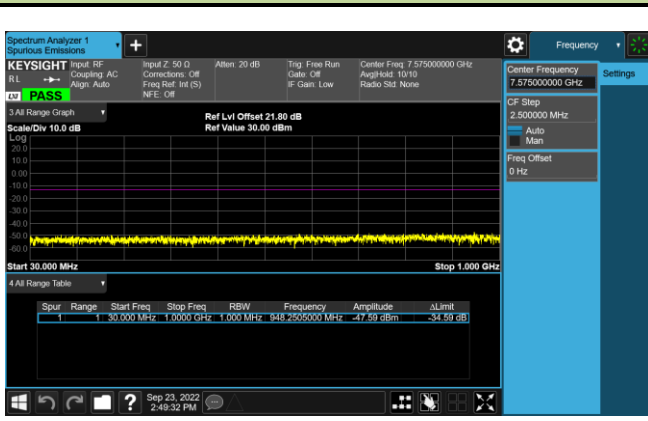 Spectrum Analyzer 1
Spurious Emissions
+
Frequency
KEYSIGHT Input: RF Input Z: 50 Ω Atten: 20 dB Trig: Free Run Center Freq: 7.575000000 GHz
RL Coupling: AC Corrections: Off Gate: Off Avg|Hold: 10/10
Align: Auto Freq Ref: Int (S) IF Gain: Low Radio Std: None
NFE: Off
LXI PASS
Center Frequency
7.575000000 GHz
Settings
CF Step
2.500000 MHz
Auto
Man
Freq Offset
0 Hz
3 All Range Graph
Ref Lvl Offset 21.80 dB
Scale/Div 10.0 dB Ref Value 30.00 dBm
Log
20.0
10.0
0.00
-10.0
-20.0
-30.0
-40.0
-50.0
-60.0
Start 30.000 MHz Stop 1.000 GHz
4 All Range Table
Spur Range Start Freq Stop Freq RBW Frequency Amplitude ΔLimit
1 1 30.000 MHz 1.0000 GHz 1.000 MHz 948.2505000 MHz -47.59 dBm -34.59 dB
? Sep 23, 2022
2:49:32 PM